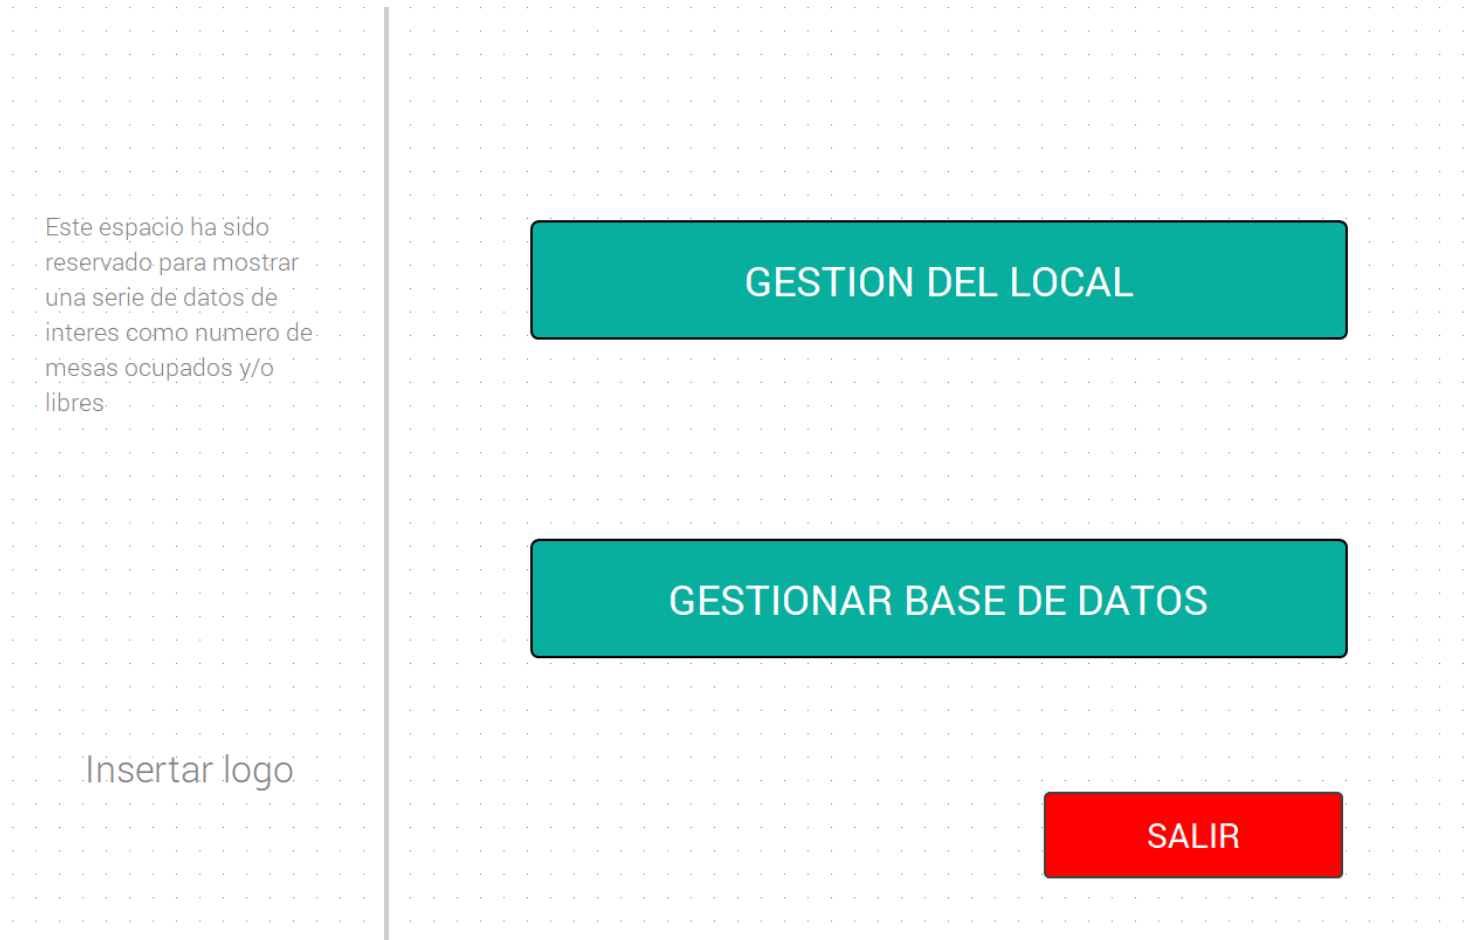 Este espacio ha sido
reservado para mostrar
una serie de datos de
interes como numero de
mesas ocupados y/o
libres
Insertar logo
GESTION DEL LOCAL
GESTIONAR BASE DE DATOS
SALIR